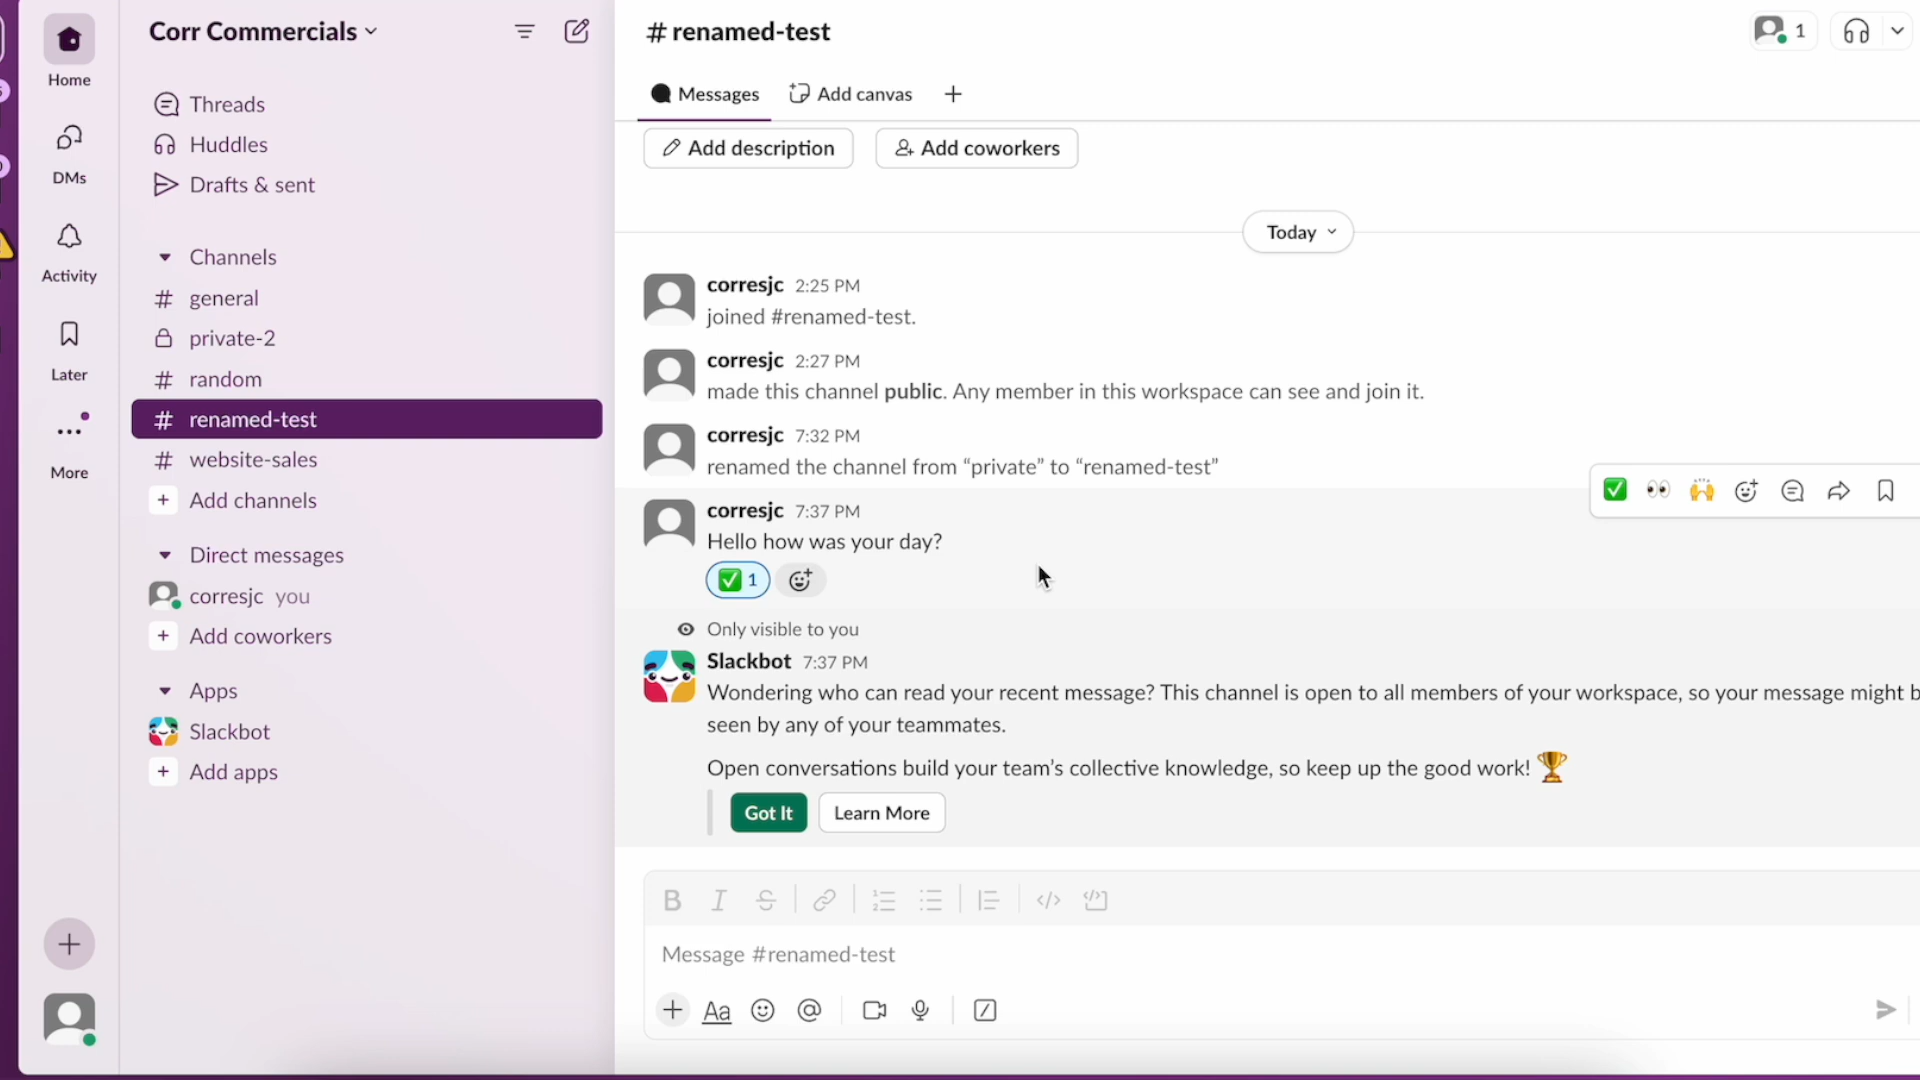 Corr Commercials
Home
DMs
Activity
Later
More
Threads
Huddles
Drafts & sent
Channels
general
private-2
random
renamed-test
website-sales
Add channels
Direct messages
corresjc you
Add coworkers
Apps
Slackbot
Add apps
# renamed-test
1
Messages
Add canvas
Add description
Add coworkers
Today
corresjc 2:25 PM
joined #renamed-test.
corresjc 2:27 PM
made this channel public. Any member in this workspace can see and join it.
corresjc 7:32 PM
renamed the channel from “private” to “renamed-test”
corresjc 7:37 PM
Hello how was your day?
1
Only visible to you
Slackbot 7:37 PM
Wondering who can read your recent message? This channel is open to all members of your workspace, so your message might b
seen by any of your teammates.
Open conversations build your team’s collective knowledge, so keep up the good work!
Got It
Learn More
Message #renamed-test